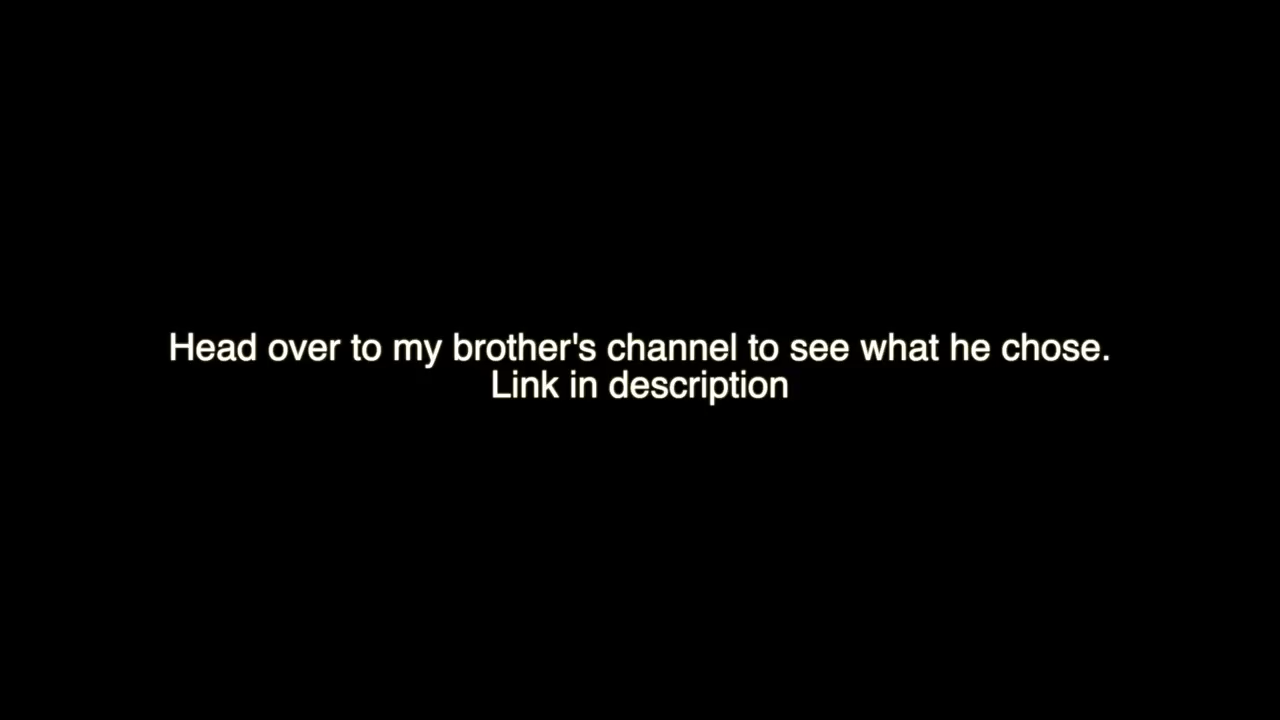 Head over to my brother's channel to see what he chose.
Link in description